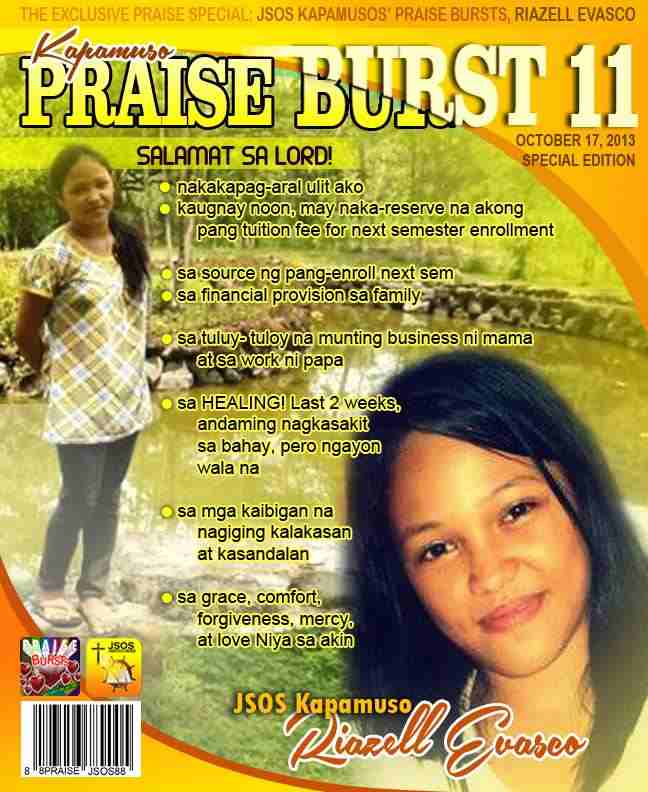 THE EXCLUSIVE PRAISE SPECIAL: JSOS KAPAMUSOS' PRAISE BURSTS, RIAZELL EVASCO
Kapamuso
PRAISE BURST 11
OCTOBER 17, 2013
SPECIAL EDITION
SALAMAT SA LORD!
nakakapag-aral ulit ako
kaugnay noon, may naka-reserve na akong
pang tuition fee for next semester enrollment
sa source ng pang-enroll next sem
sa financial provision sa family
sa tuluy- tuloy na munting business ni mama
at sa work ni papa
sa HEALING! Last 2 weeks,
andaming nagkasakit
sa bahay, pero ngayon
wala na
sa mga kaibigan na
nagiging kalakasan
at kasandalan
sa grace, comfort,
forgiveness, mercy,
at love Niya sa akin
BURSTS
JSOS
JSOS Kapamuso
Riazell Evasco
8 8PRAISE JSOS88